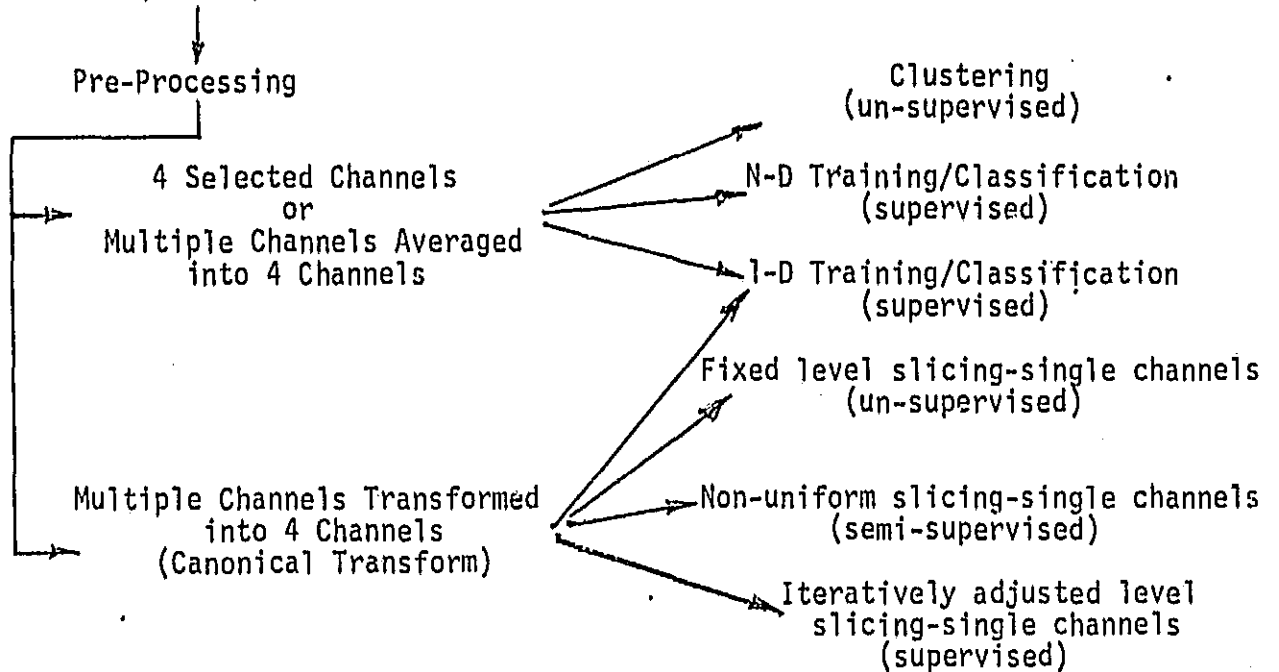 Pre-Processing
4 Selected Channels
or
Multiple Channels Averaged
into 4 Channels
Multiple Channels Transformed
into 4 Channels
(Canonical Transform)
Clustering
(un-supervised)
N-D Training/Classification
(supervised)
1-D Training/Classification
(supervised)
Fixed level slicing-single channels
(un-supervised)
Non-uniform slicing-single channels
(semi-supervised)
Iteratively adjusted level
slicing-single channels
(supervised)